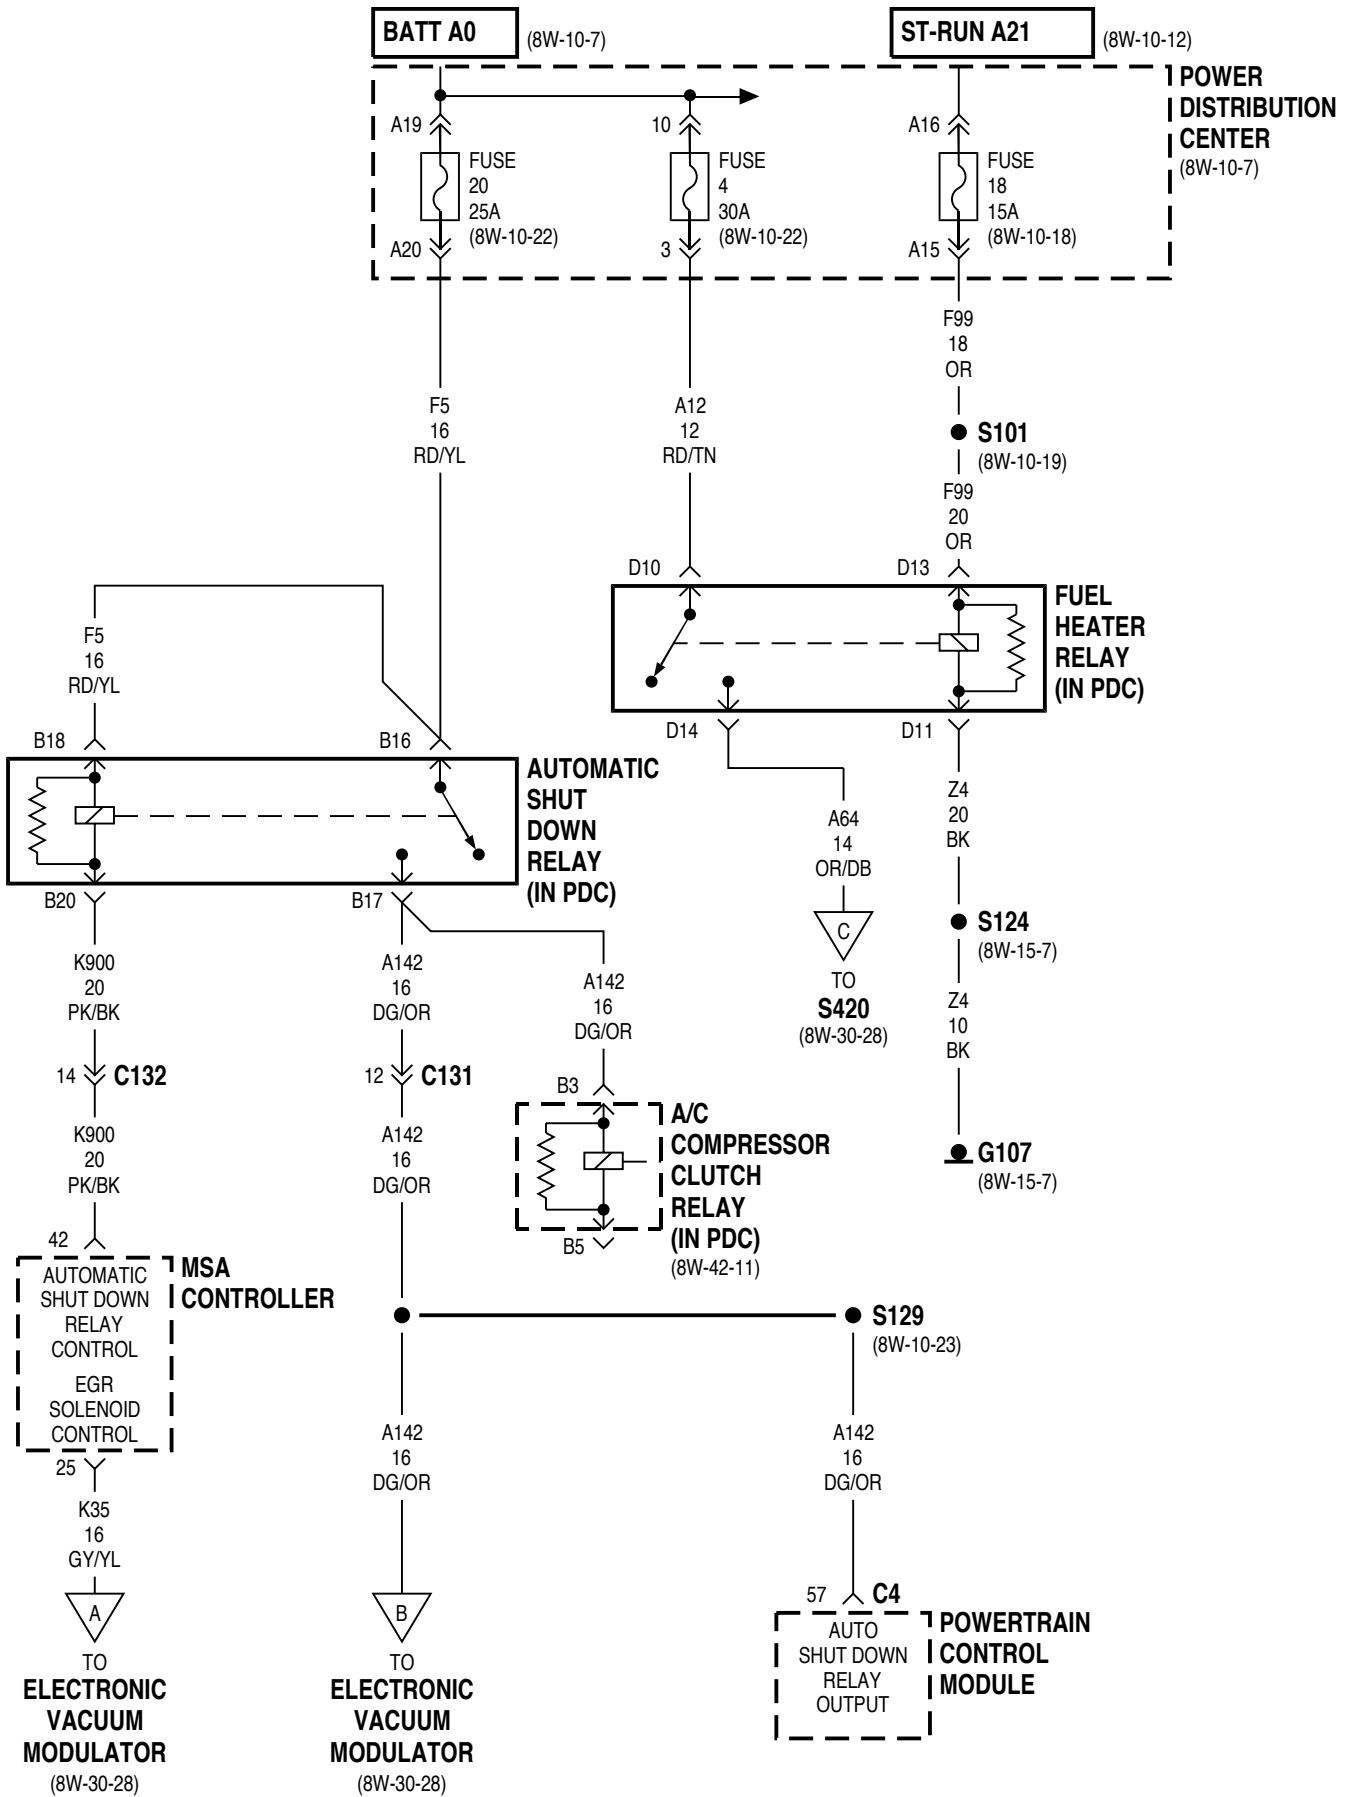 BATT A0
(8W-10-7)
ST-RUN A21
(8W-10-12)
POWER
DISTRIBUTION
CENTER
(8W-10-7)
A19
FUSE
20
25A
(8W-10-22)
A20
10
FUSE
4
30A
(8W-10-22)
3
A16
FUSE
18
15A
(8W-10-18)
A15
F5
16
RD/YL
A12
12
RD/TN
F99
18
OR
S101
(8W-10-19)
F99
20
OR
D10
D13
FUEL
HEATER
RELAY
(IN PDC)
D14
D11
F5
16
RD/YL
B18
B16
AUTOMATIC
SHUT
DOWN
RELAY
(IN PDC)
B20
B17
A64
14
OR/DB
C
TO
S420
(8W-30-28)
Z4
20
BK
S124
(8W-15-7)
Z4
10
BK
G107
(8W-15-7)
K900
20
PK/BK
14
C132
K900
20
PK/BK
42
A142
16
DG/OR
12
C131
A142
16
DG/OR
A142
16
DG/OR
B3
A/C
COMPRESSOR
CLUTCH
RELAY
(IN PDC)
(8W-42-11)
B5
AUTOMATIC
SHUT DOWN
RELAY
CONTROL
EGR
SOLENOID
CONTROL
MSA
CONTROLLER
25
K35
16
GY/YL
A
TO
ELECTRONIC
VACUUM
MODULATOR
(8W-30-28)
S129
(8W-10-23)
A142
16
DG/OR
B
TO
ELECTRONIC
VACUUM
MODULATOR
(8W-30-28)
A142
16
DG/OR
57
C4
AUTO
SHUT DOWN
RELAY
OUTPUT
POWERTRAIN
CONTROL
MODULE